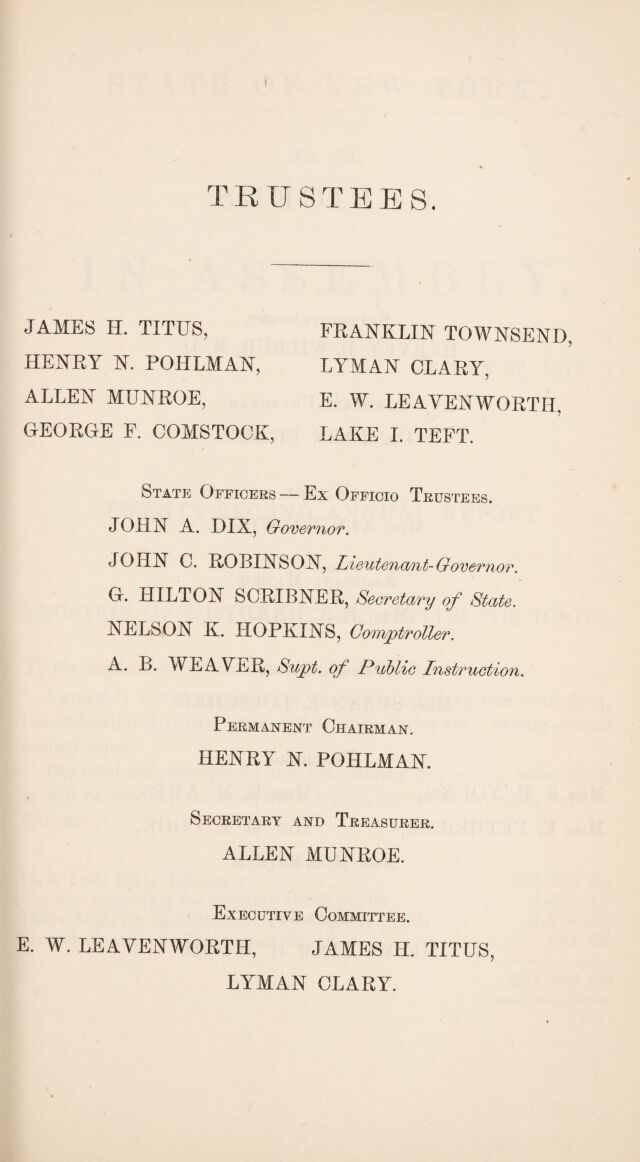 TRUSTEES.
JAMES H. TITUS,
HENRY N. POHLMAN,
ALLEN MUNROE,
GEORGE F. COMSTOCK,
FRANKLIN TOWNSEND,
LYMAN CLARY,
E. W. LEAVENWORTH,
LAKE I. TEFT.
STATE OFFICERS — EX OFFICIO TRUSTEES.
JOHN A. DIX, Governor.
JOHN C. ROBINSON, Lieutenant-Governor.
G. HILTON SCRIBNER, Secretary of State.
NELSON K. HOPKINS, Comptroller.
A. B. WEAVER, Supt. of Public Instruction.
PERMANENT CHAIRMAN.
HENRY N. POHLMAN.
SECRETARY AND TREASURER.
ALLEN MUNROE.
EXECUTIVE COMMITTEE.
E. W. LEAVENWORTH, JAMES H. TITUS,
LYMAN CLARY.